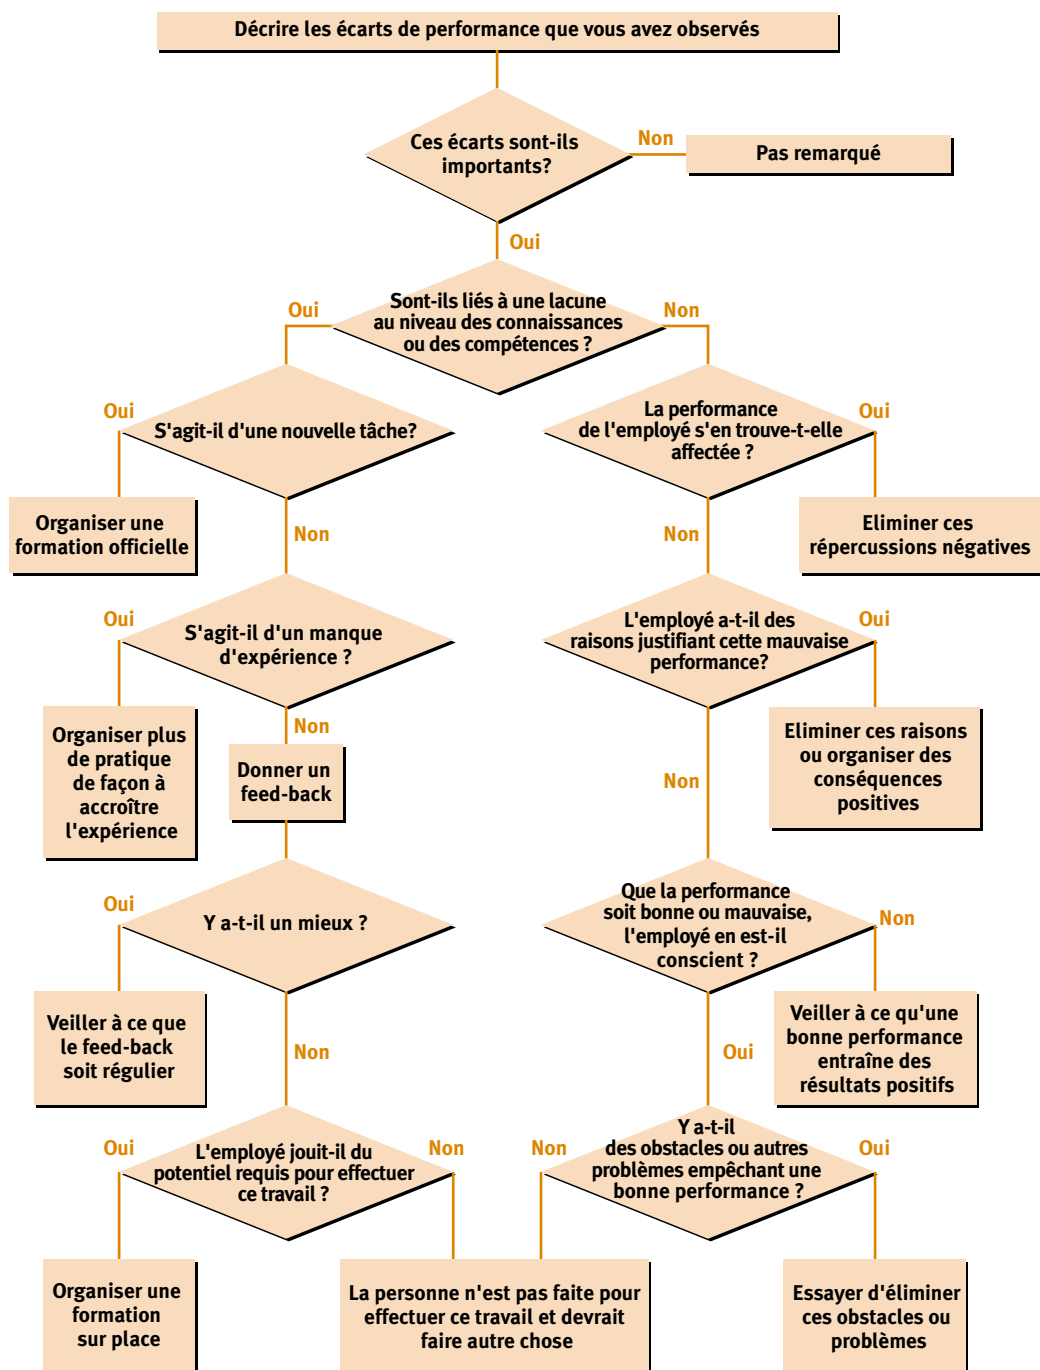 Décrire les écarts de performance que vous avez observés
Ces écarts sont-ils
importants?
Non
Pas remarqué
Oui
Sont-ils liés à une lacune
au niveau des connaissances
ou des compétences ?
Oui
Non
Oui
S'agit-il d'une nouvelle tâche?
La performance
de l'employé s'en trouve-t-elle
affectée ?
Oui
Organiser une
formation officielle
Non
Non
Eliminer ces
répercussions négatives
Oui
S'agit-il d'un manque
d'expérience ?
L'employé a-t-il des
raisons justifiant cette mauvaise
performance?
Oui
Organiser plus
de pratique
de façon à
accroître
l'expérience
Non
Donner un
feed-back
Non
Eliminer ces raisons
ou organiser des
conséquences
positives
Oui
Y a-t-il un mieux ?
Que la performance
soit bonne ou mauvaise,
l'employé en est-il
conscient ?
Non
Veiller à ce que
le feed-back
soit régulier
Non
Oui
Veiller à ce qu'une
bonne performance
entraîne des
résultats positifs
Oui
L'employé jouit-il du
potentiel requis pour effectuer
ce travail ?
Non
Non
Y a-t-il
des obstacles ou autres
problèmes empêchant une
bonne performance ?
Oui
Organiser une
formation
sur place
La personne n'est pas faite pour
effectuer ce travail et devrait
faire autre chose
Essayer d'éliminer
ces obstacles ou
problèmes